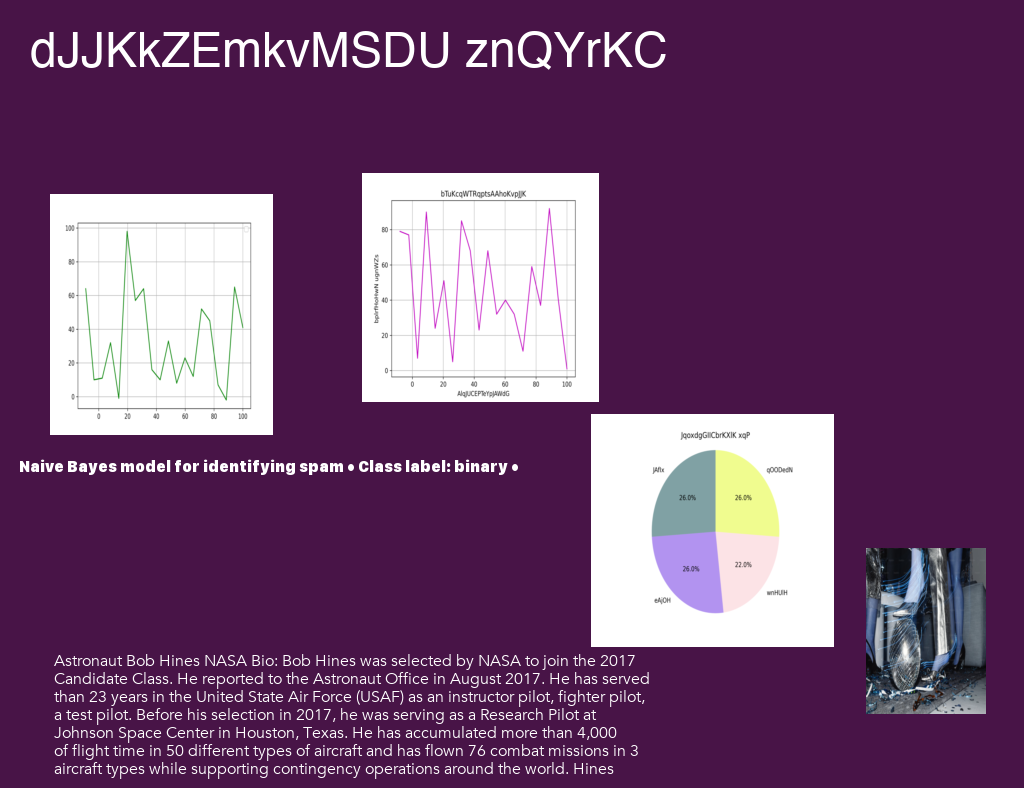 dJJKkZEmkvMSDU znQYrKC
100
80
60
40
20
0
0 20 40 60 80 100
bTuKcqWTRqptsAAhoKvpJJK
80
60
40
20
0
0 20 40 60 80 100
Naive Bayes model for identifying spam • Class label: binary •
26.0% 26.0%
26.0% 22.0%
qOODedN
eAjOH
wnHUIH
Astronaut Bob Hines NASA Bio: Bob Hines was selected by NASA to join the 2017
Candidate Class. He reported to the Astronaut Office in August 2017. He has served
than 23 years in the United State Air Force (USAF) as an instructor pilot, fighter pilot,
a test pilot. Before his selection in 2017, he was serving as a Research Pilot at
Johnson Space Center in Houston, Texas. He has accumulated more than 4,000
of flight time in 50 different types of aircraft and has flown 76 combat missions in 3
aircraft types while supporting contingency operations around the world. Hines